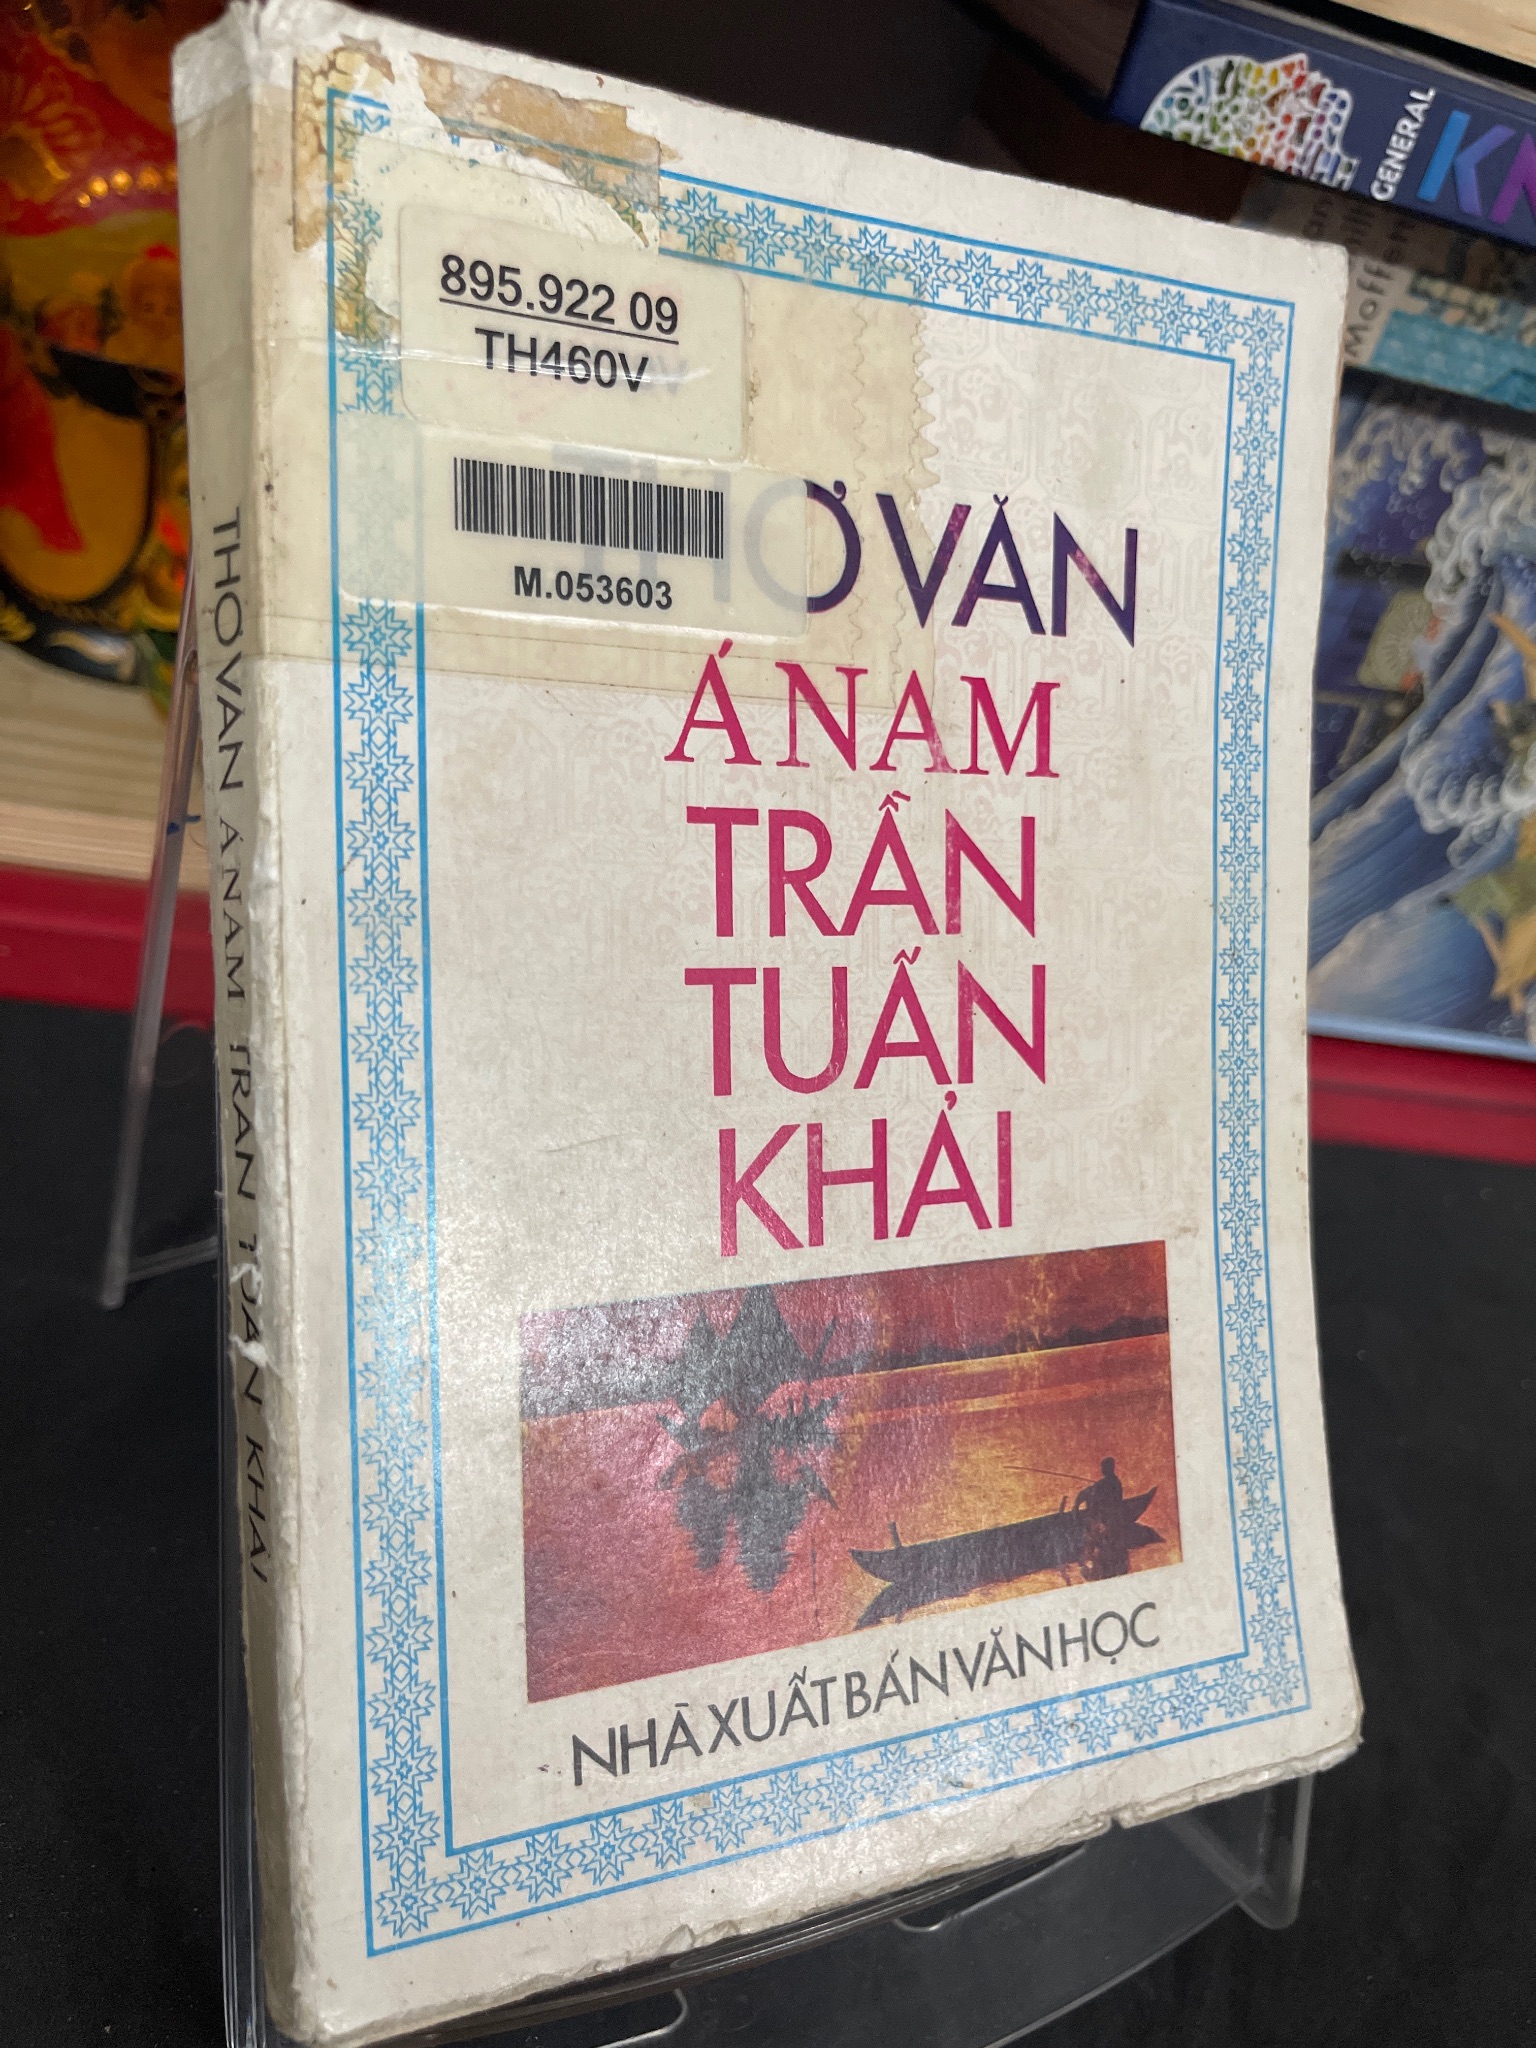 895.922 09
TH460V
M.053603
THƠ VĂN
Á NAM
TRẦN
TUẤN
KHẢI
NHÀ XUẤT BẢN VĂN HỌC
THƠ VĂN Á NAM TRẦN TUẤN KHẢI
GENERAL
Moffem